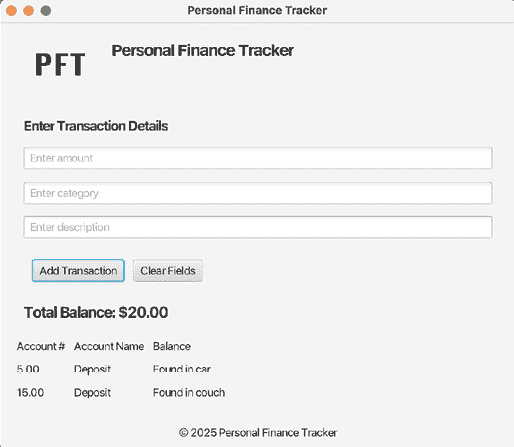 Personal Finance Tracker
PFT
Personal Finance Tracker
Enter Transaction Details
Enter amount
Enter category
Enter description
Add Transaction Clear Fields
Total Balance: $20.00
Account # Account Name Balance
5.00 Deposit Found in car
15.00 Deposit Found in couch
© 2025 Personal Finance Tracker